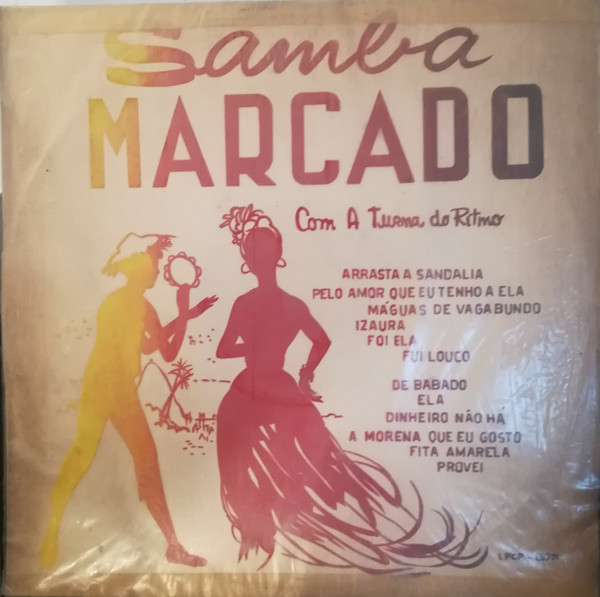 Samba
MARCADO
Com A Turma do Ritmo
ARRASTA A SANDALIA
PELO AMOR QUE EU TENHO A ELA
MÁGUAS DE VAGABUNDO
IZAURA
FOI ELA
FUI LOUCO
DE BABADO
ELA
DINHEIRO NÃO HÁ
A MORENA QUE EU GOSTO
FITA AMARELA
PROVEI